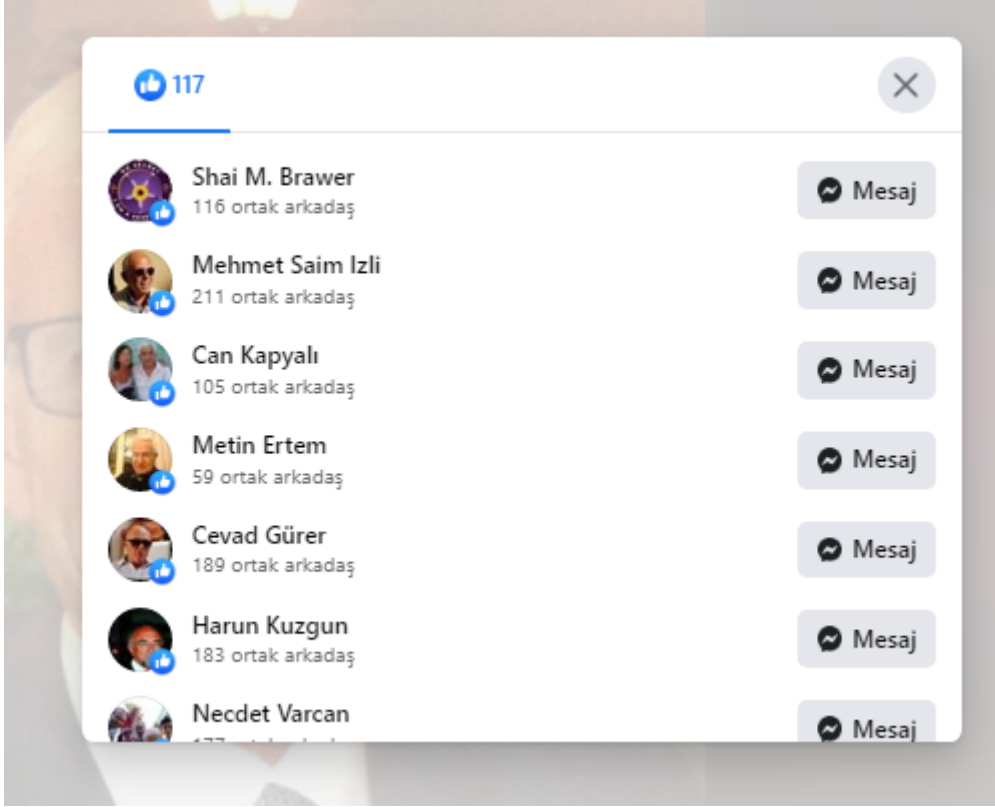 117
Shai M. Brawer
116 ortak arkadaş
Mesaj
Mehmet Saim Izli
211 ortak arkadaş
Mesaj
Can Kapyalı
105 ortak arkadaş
Mesaj
Metin Ertem
59 ortak arkadaş
Mesaj
Cevad Gürer
189 ortak arkadaş
Mesaj
Harun Kuzgun
183 ortak arkadaş
Mesaj
Necdet Varcan
Mesaj